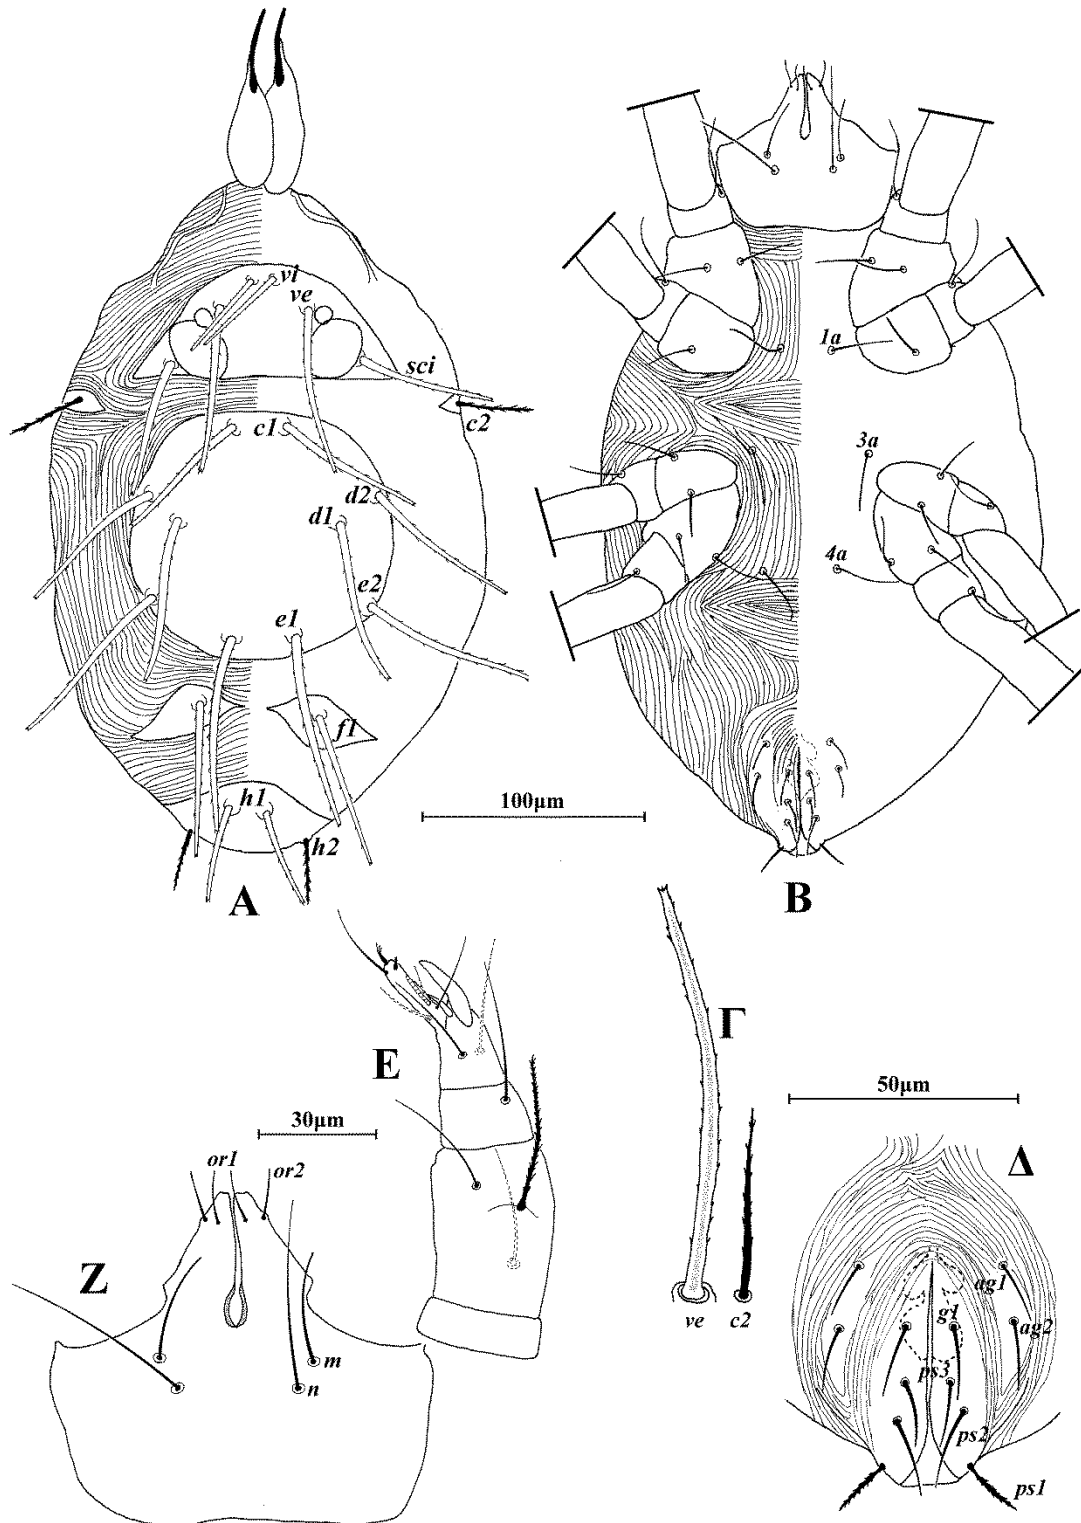 vi
ve
sci
c2
c1
d2
d1
e2
e1
f1
h1
h2
A
1a
3a
4a
B
100μm
E
Γ
ve
c2
50μm
Δ
ag1
g1
ag2
ps3
ps2
ps1
30μm
or1
or2
Z
m
n